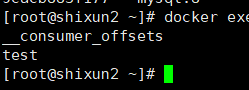 [root@shixun2 ~]# docker exe
__consumer_offsets
test
[root@shixun2 ~]#